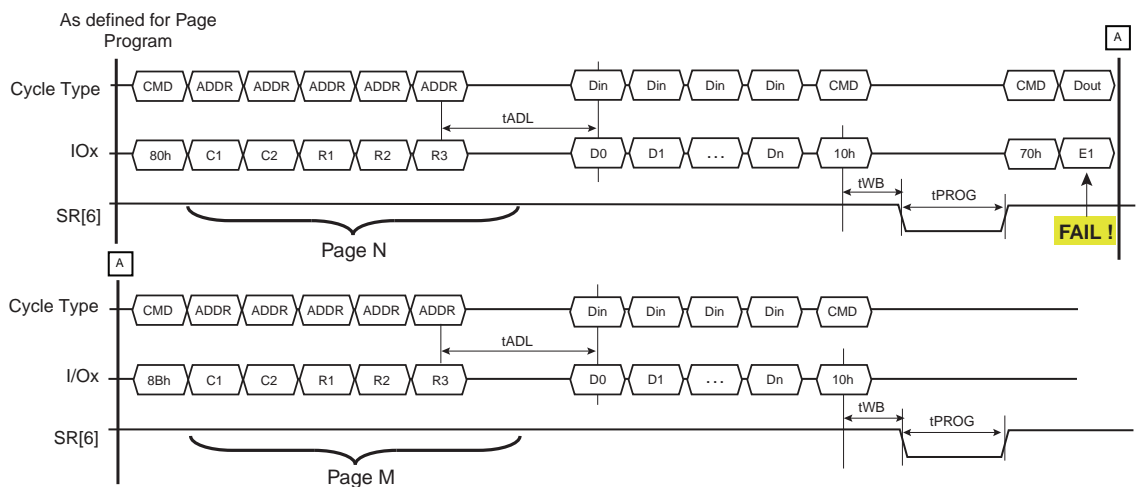 As defined for Page
Program
A
Cycle Type CMD ADDR ADDR ADDR ADDR ADDR Din Din Din Din CMD CMD Dout
tADL
IOx 80h C1 C2 R1 R2 R3 D0 D1 ... Dn 10h 70h E1
tWB tPROG
SR[6]
FAIL !
Page N
A
Cycle Type CMD ADDR ADDR ADDR ADDR ADDR Din Din Din Din CMD
tADL
I/Ox 8Bh C1 C2 R1 R2 R3 D0 D1 ... Dn 10h
tWB tPROG
SR[6]
Page M